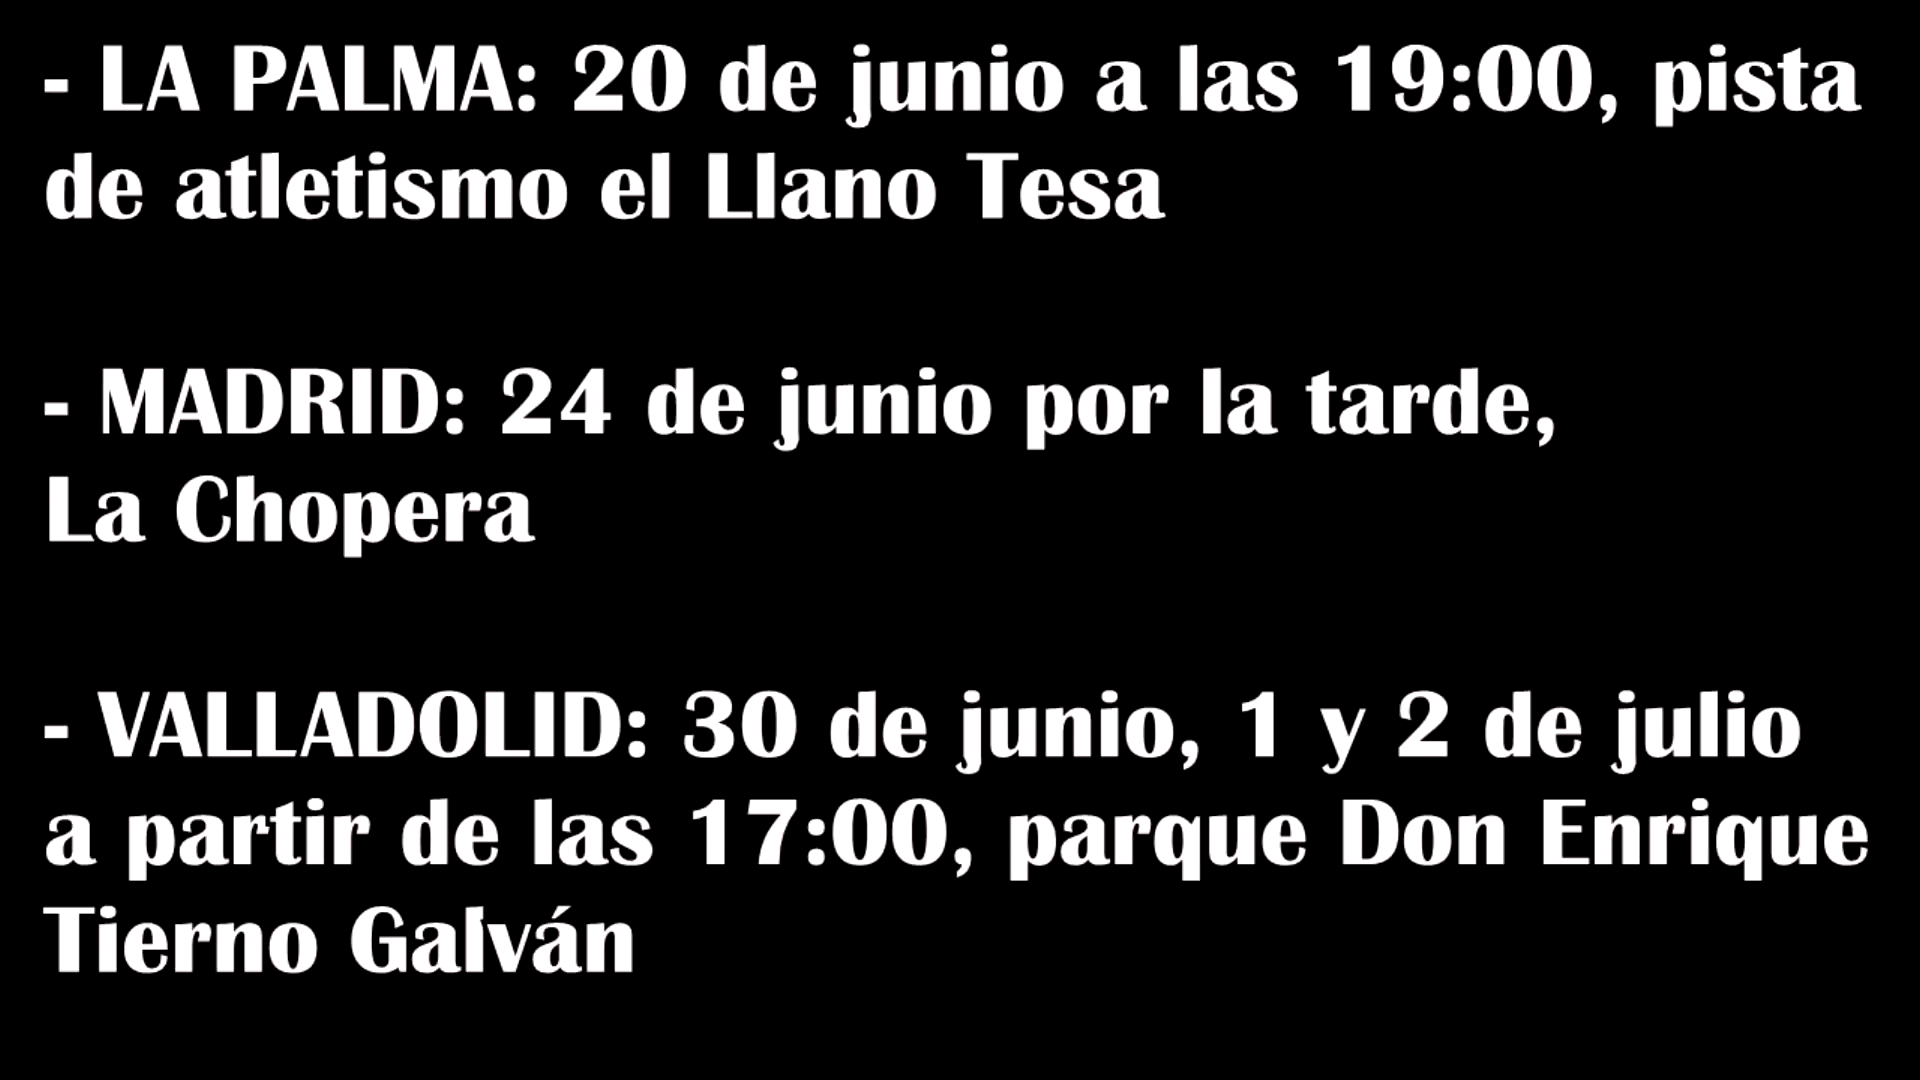 - LA PALMA: 20 de junio a las 19:00, pista
de atletismo el Llano Tesa
- MADRID: 24 de junio por la tarde,
La Chopera
- VALLADOLID: 30 de junio, 1 y 2 de julio
a partir de las 17:00, parque Don Enrique
Tierno Galván